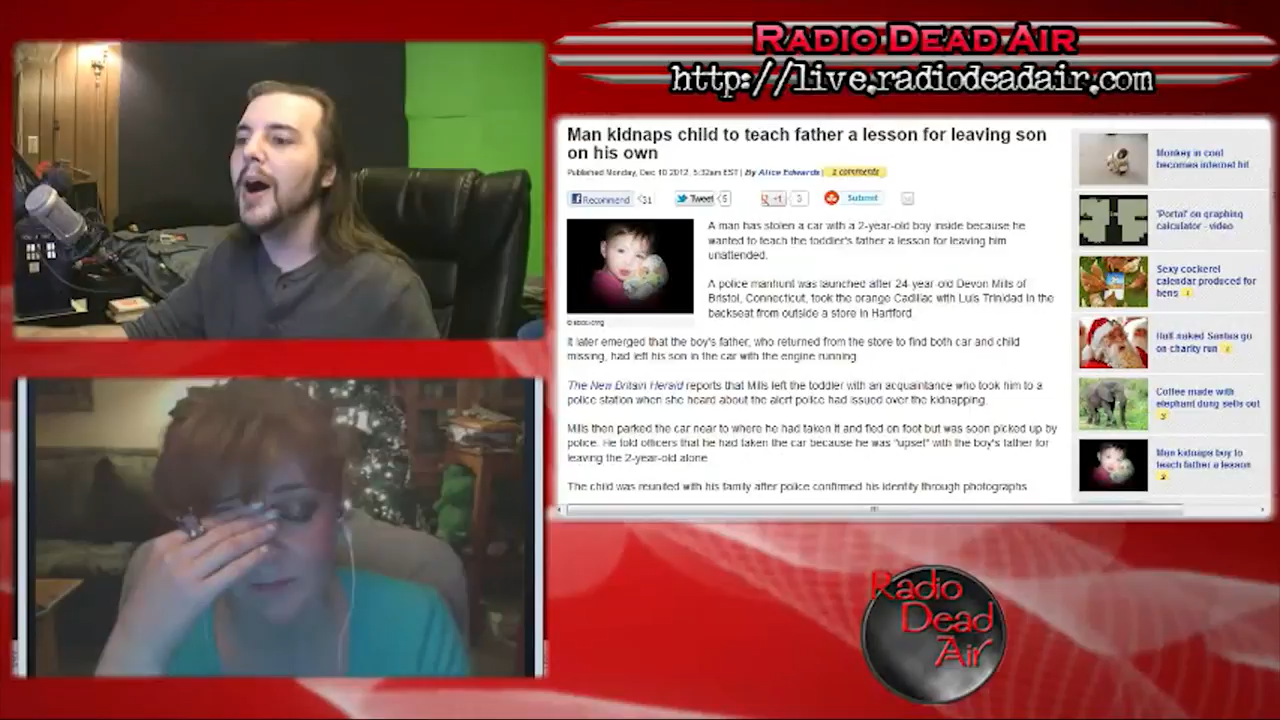 Radio Dead Air
http://live.radiodeadair.com
Man kidnaps child to teach father a lesson for leaving son
on his own
Published Monday, Dec 10 2012, 5:32am EST | By Alice Edwards | 2 comments
Recommend 31
Tweet 5
+1 3
Submit
A man has stolen a car with a 2-year-old boy inside because he
wanted to teach the toddler's father a lesson for leaving him
unattended.
A police manhunt was launched after 24-year-old Devon Mills of
Bristol, Connecticut, took the orange Cadillac with Luis Trinidad in the
backseat from outside a store in Hartford
It later emerged that the boy's father, who returned from the store to find both car and child
missing, had left his son in the car with the engine running
The New Britain Herald reports that Mills left the toddler with an acquaintance who took him to a
police station when she heard about the alert police had issued over the kidnapping.
Mills then parked the car near to where he had taken it and fled on foot but was soon picked up by
police. He told officers that he had taken the car because he was "upset" with the boy's father for
leaving the 2-year-old alone
The child was reunited with his family after police confirmed his identity through photographs
Monkey in coat
becomes internet hit
'Portal' on graphing
calculator - video
Sexy cockerel
calendar produced for
hens
Half naked Santas go
on charity run
Coffee made with
elephant dung sells out
Man kidnaps boy to
teach father a lesson
Radio
Dead
Air